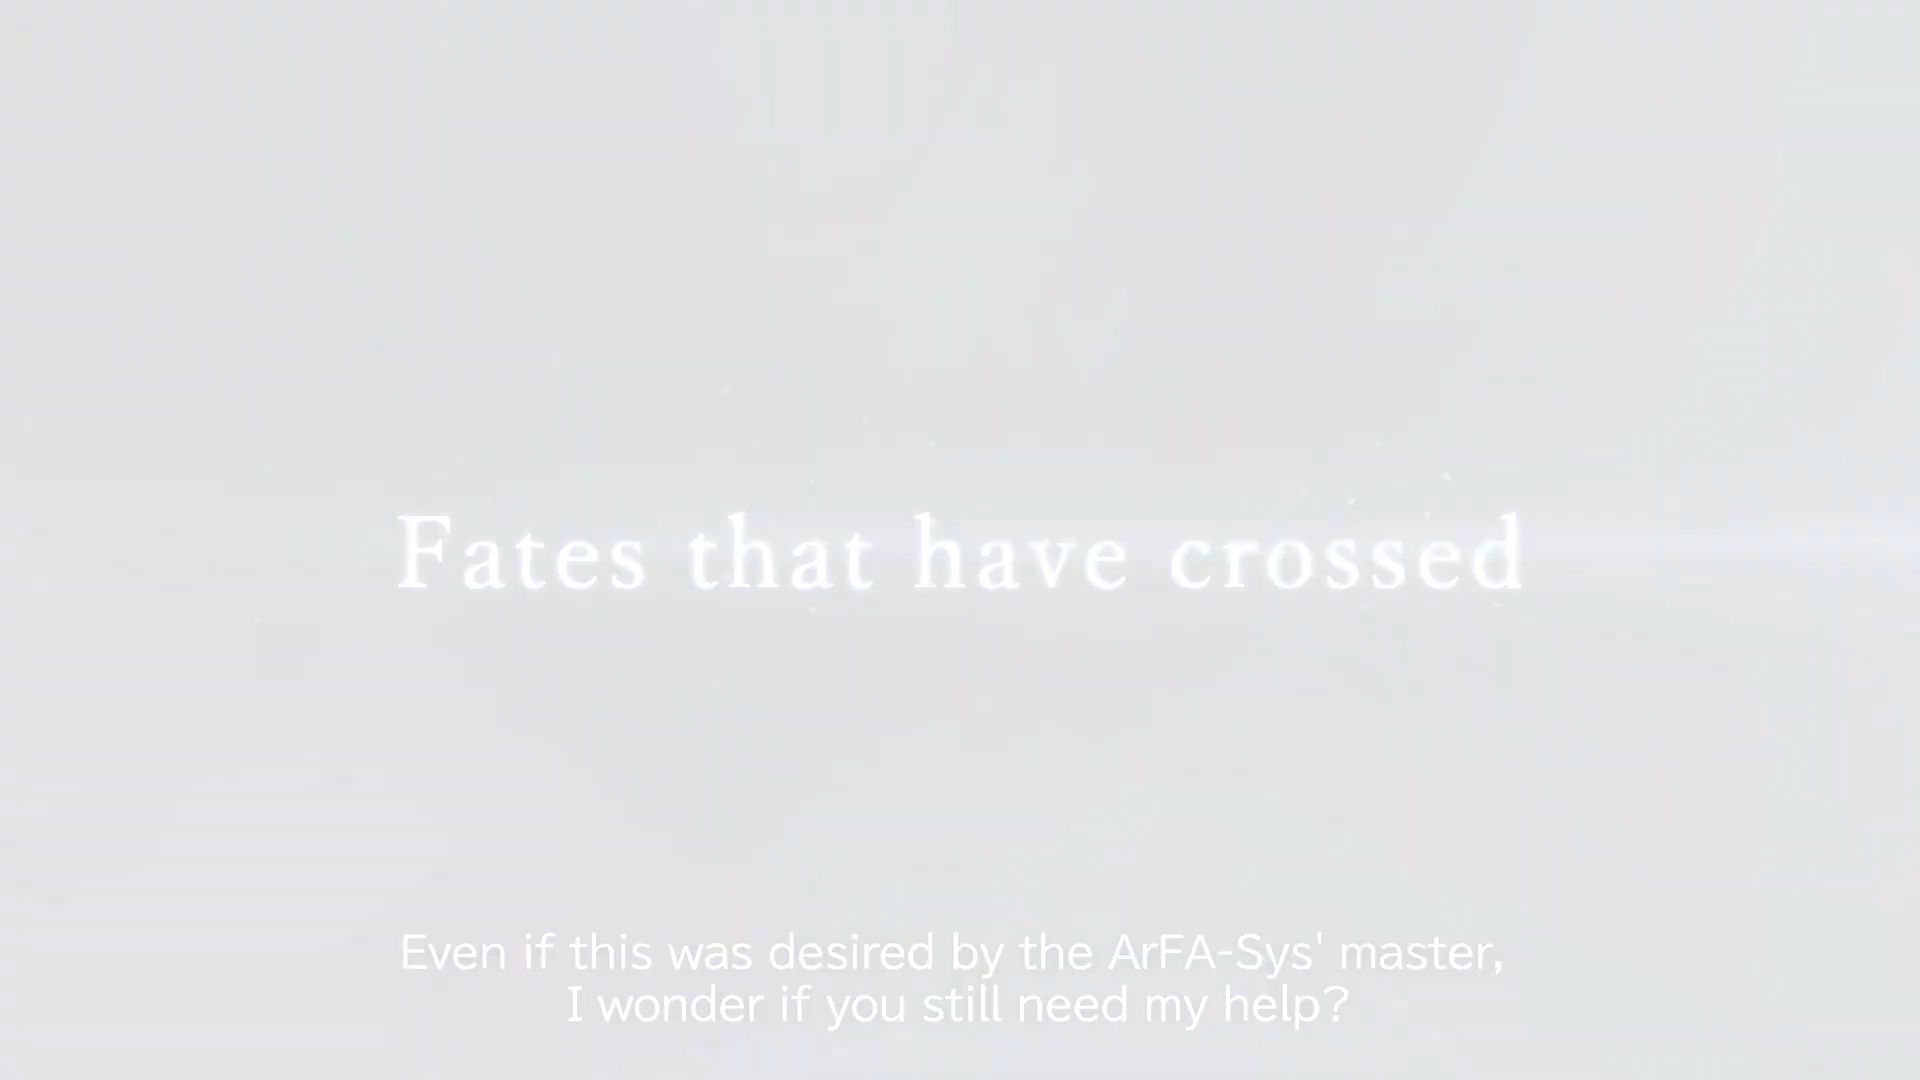 Fates that have crossed
Even if this was desired by the ArFA-Sys' master,
I wonder if you still need my help?